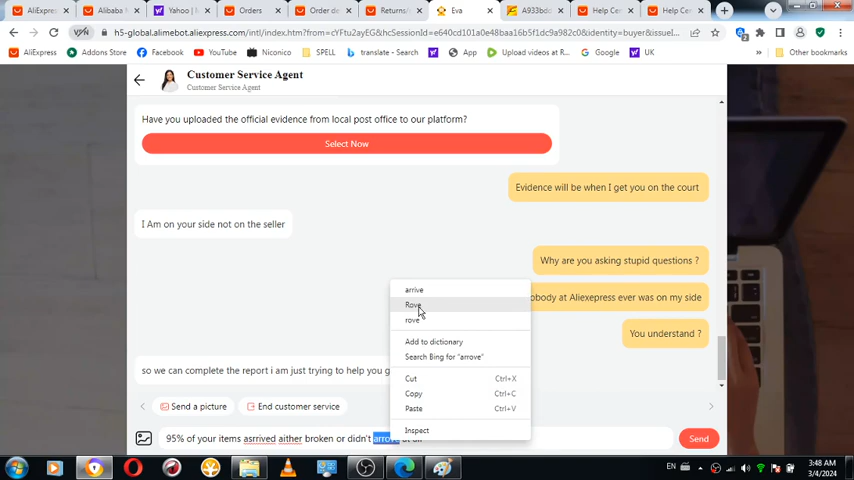 AliExpres
Alibaba
Yahoo |
Orders
Order de
Returns/
Eva
A933bdc
Help Cer
Help Cen
h5-global.alimebot.aliexpress.com/intl/index.htm?from=cYFtu2ayEG&hcSessionId=e640cd101a0e48baa16b5f1dc9a982c0&identity=buyer&issueL
AliExpress
Addons Store
Facebook
YouTube
Niconico
SPELL
translate - Search
App
Upload videos at R...
Google
UK
Other bookmarks
Customer Service Agent
Customer Service Agent
Have you uploaded the official evidence from local post office to our platform?
Select Now
Evidence will be when I get you on the court
I Am on your side not on the seller
Why are you asking stupid questions ?
obody at Aliexepress ever was on my side
You understand ?
so we can complete the report i am just trying to help you g
arrive
Rove
rove
Add to dictionary
Search Bing for "arrove"
Cut Ctrl+X
Copy Ctrl+C
Paste Ctrl+V
Inspect
Send a picture
End customer service
95% of your items asrrived aither broken or didn't arrove at all
Send
EN
3:48 AM
3/4/2024